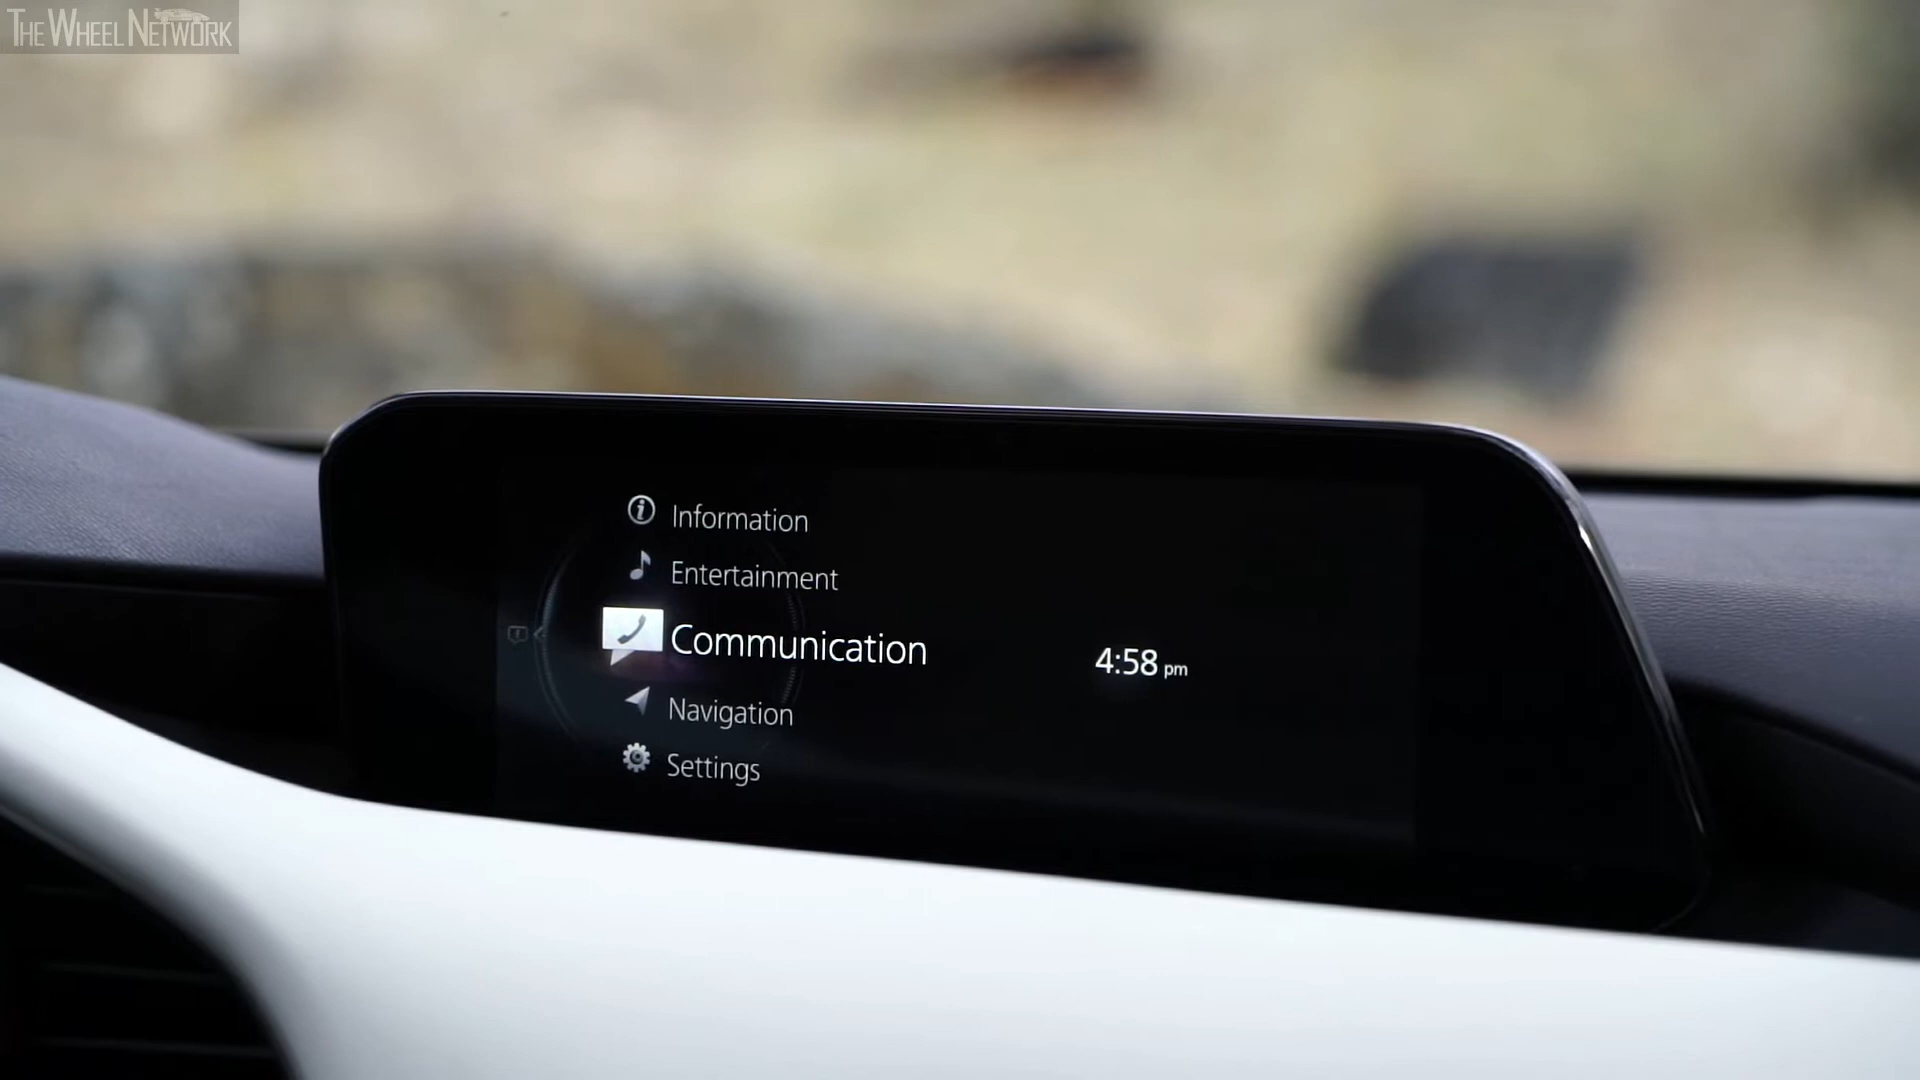 THE WHEEL NETWORK
Information
Entertainment
Communication
4:58 pm
Navigation
Settings